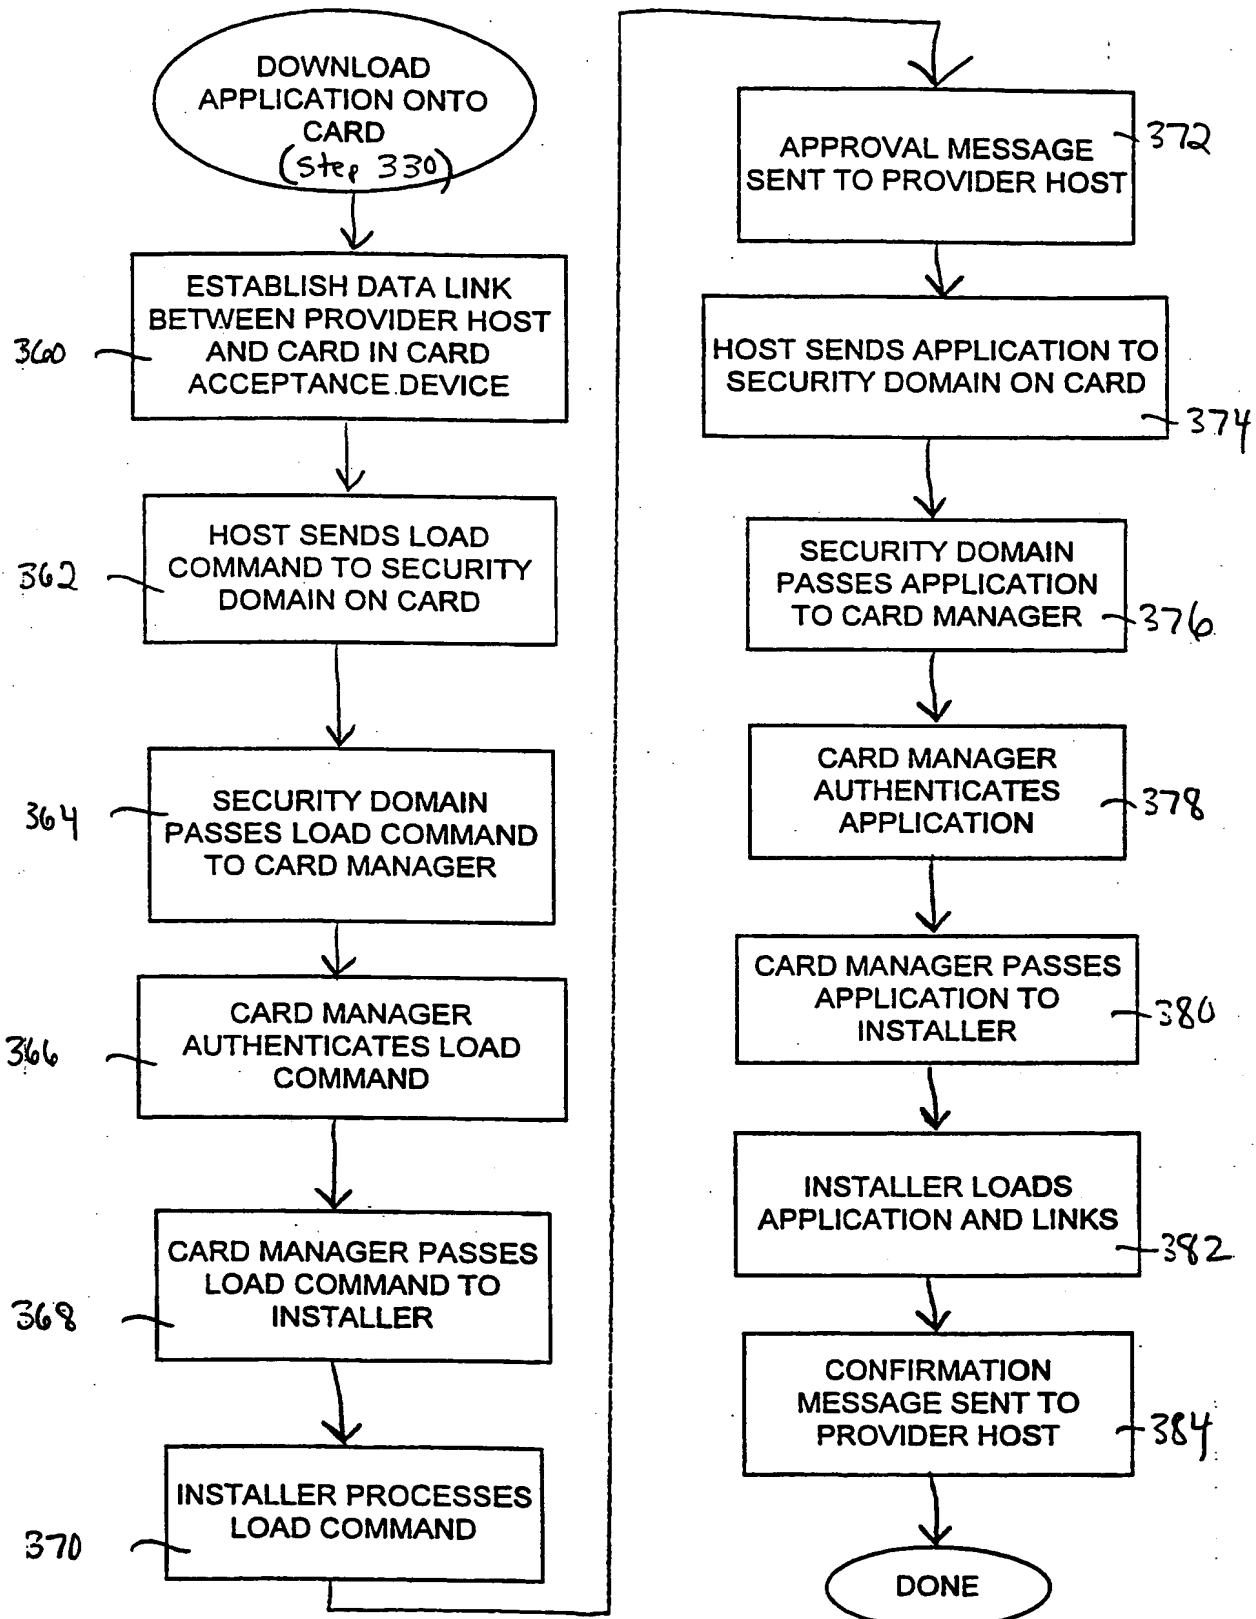 DOWNLOAD
APPLICATION ONTO
CARD
(Step 330)
360
ESTABLISH DATA LINK
BETWEEN PROVIDER HOST
AND CARD IN CARD
ACCEPTANCE DEVICE
362
HOST SENDS LOAD
COMMAND TO SECURITY
DOMAIN ON CARD
364
SECURITY DOMAIN
PASSES LOAD COMMAND
TO CARD MANAGER
366
CARD MANAGER
AUTHENTICATES LOAD
COMMAND
368
CARD MANAGER PASSES
LOAD COMMAND TO
INSTALLER
370
INSTALLER PROCESSES
LOAD COMMAND
372
APPROVAL MESSAGE
SENT TO PROVIDER HOST
HOST SENDS APPLICATION TO
SECURITY DOMAIN ON CARD
374
SECURITY DOMAIN
PASSES APPLICATION
TO CARD MANAGER
376
CARD MANAGER
AUTHENTICATES
APPLICATION
378
CARD MANAGER PASSES
APPLICATION TO
INSTALLER
380
INSTALLER LOADS
APPLICATION AND LINKS
382
CONFIRMATION
MESSAGE SENT TO
PROVIDER HOST
384
DONE